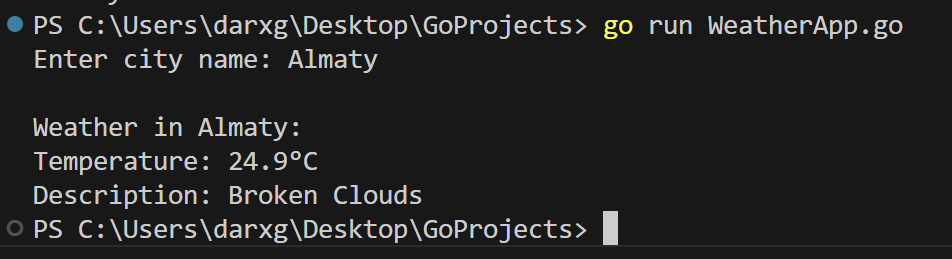 PS C:\Users\darxg\Desktop\GoProjects> go run WeatherApp.go
Enter city name: Almaty
Weather in Almaty:
Temperature: 24.9°C
Description: Broken Clouds
PS C:\Users\darxg\Desktop\GoProjects>